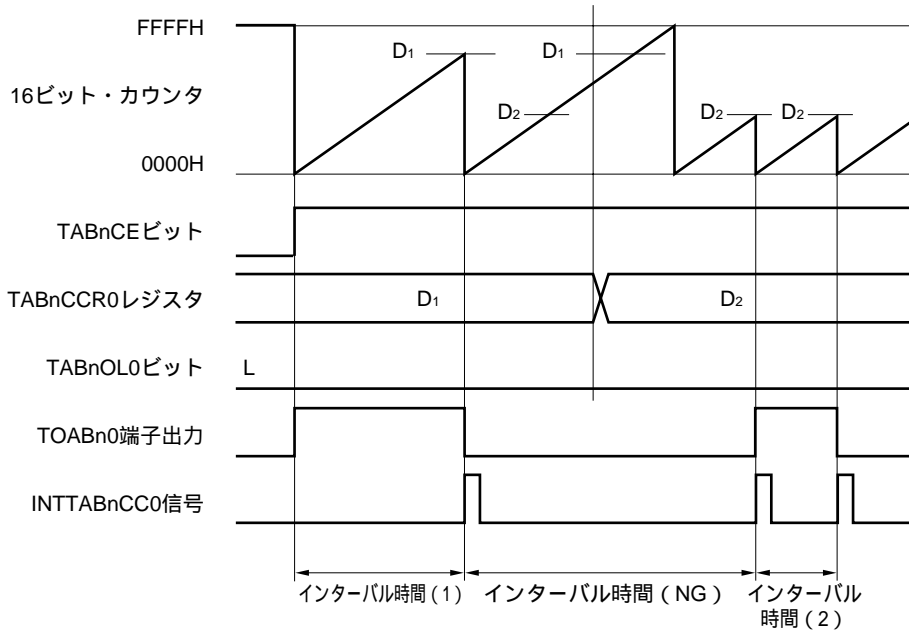 FFFFH
D1
D1
16ビット・カウンタ
D2
D2
D2
0000H
TABnCEビット
TABnCCR0レジスタ
D1
D2
TABnOL0ビット
L
TOABn0端子出力
INTTABnCC0信号
インターバル時間(1)
インターバル時間(NG)
インターバル
時間(2)